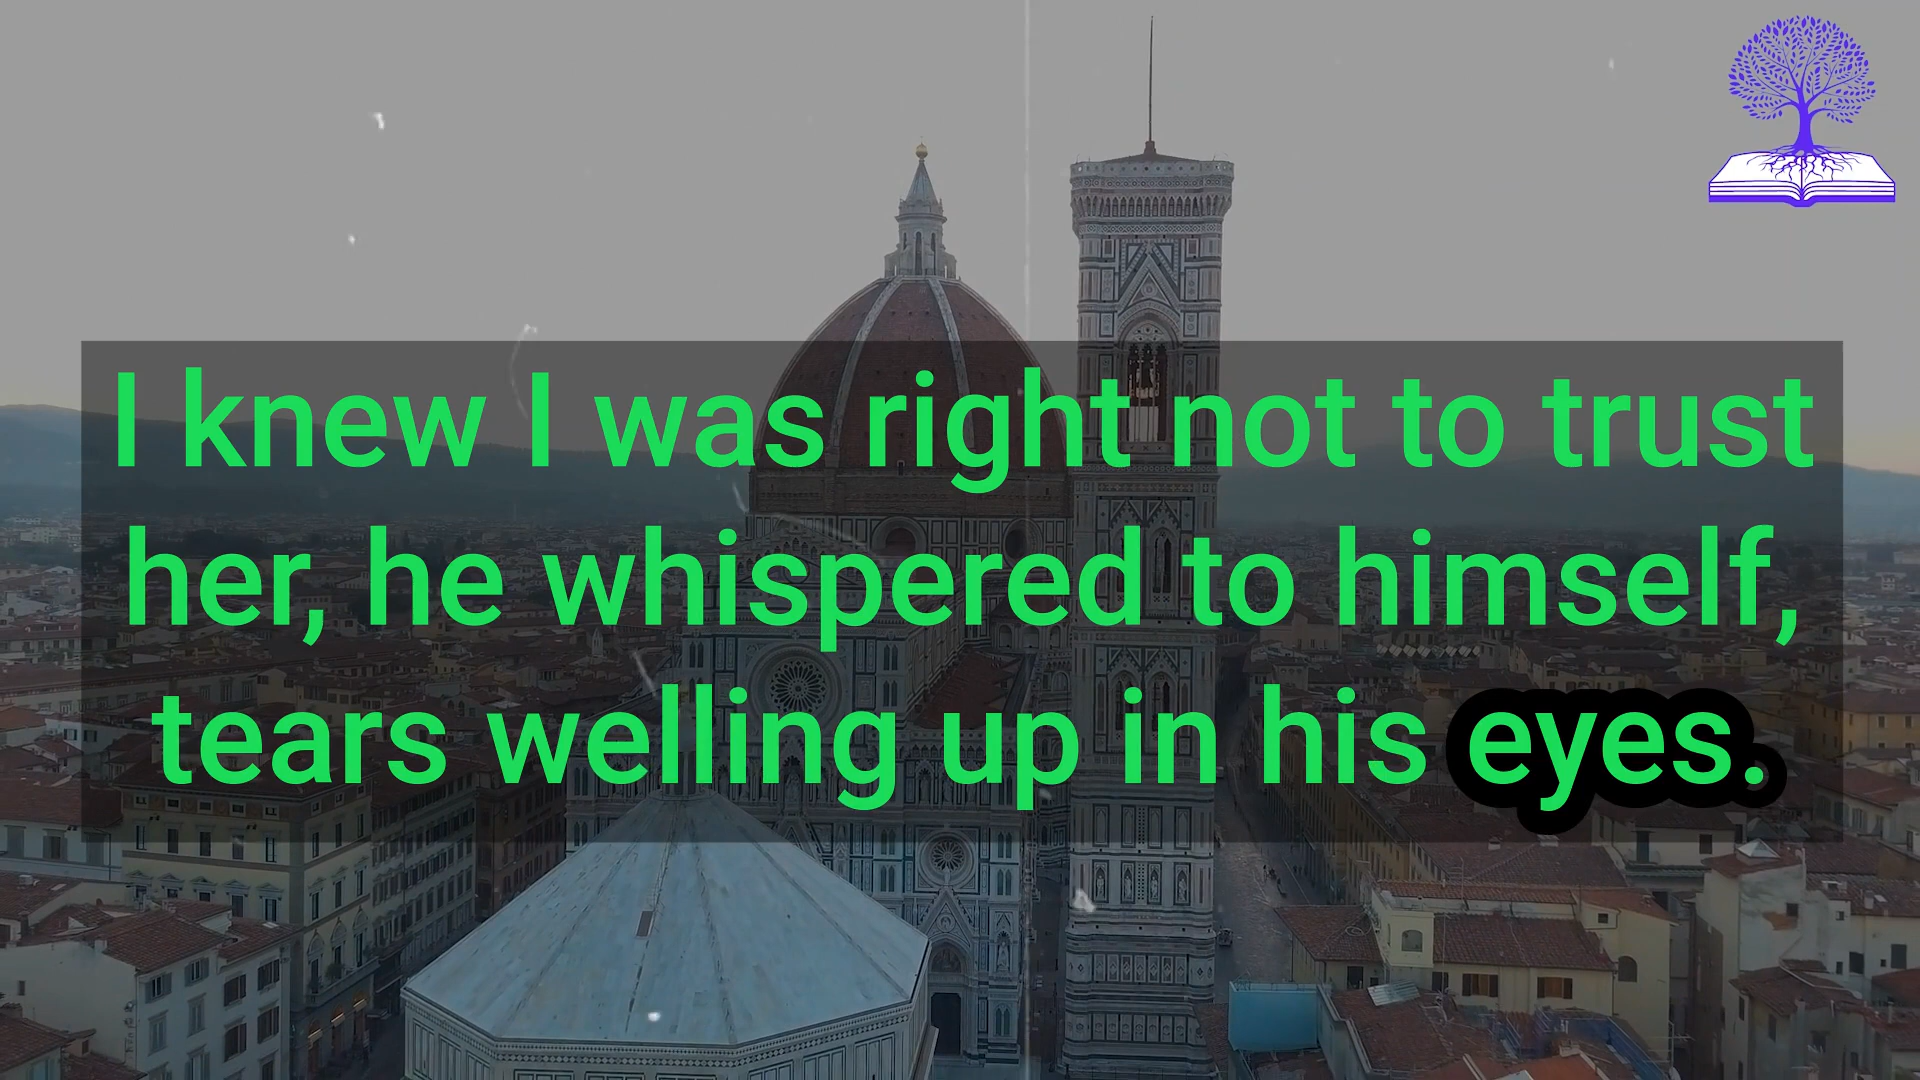 I knew I was right not to trust
her, he whispered to himself,
tears welling up in his eyes.